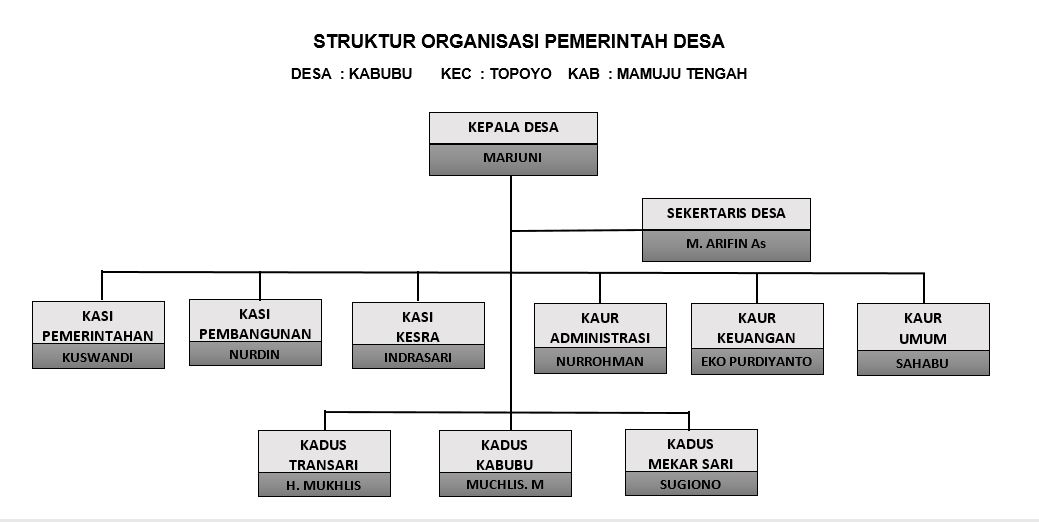 STRUKTUR ORGANISASI PEMERINTAH DESA
DESA : KABUBU KEC : TOPOYO KAB : MAMUJU TENGAH
KEPALA DESA
MARJUNI
SEKERTARIS DESA
M. ARIFIN As
KASI
PEMERINTAHAN
KUSWANDI
KASI
PEMBANGUNAN
NURDIN
KASI
KESRA
INDRASARI
KAUR
ADMINISTRASI
NURROHMAN
KAUR
KEUANGAN
EKO PURDIYANTO
KAUR
UMUM
SAHABU
KADUS
TRANSARI
H. MUKHLIS
KADUS
KABUBU
MUCHLIS. M
KADUS
MEKAR SARI
SUGIONO